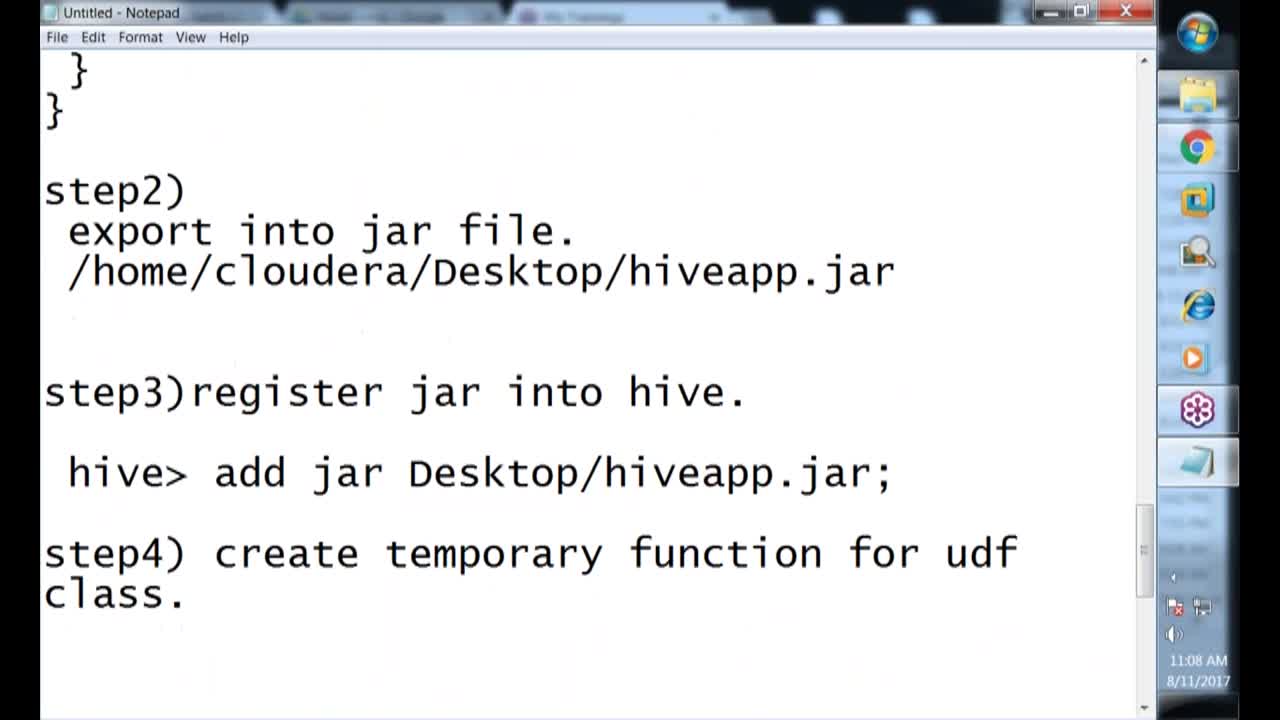 Untitled - Notepad
File Edit Format View Help
}
}
step2)
export into jar file.
/home/cloudera/Desktop/hiveapp.jar
step3)register jar into hive.
hive> add jar Desktop/hiveapp.jar;
step4) create temporary function for udf
class.
11:08 AM
8/11/2017